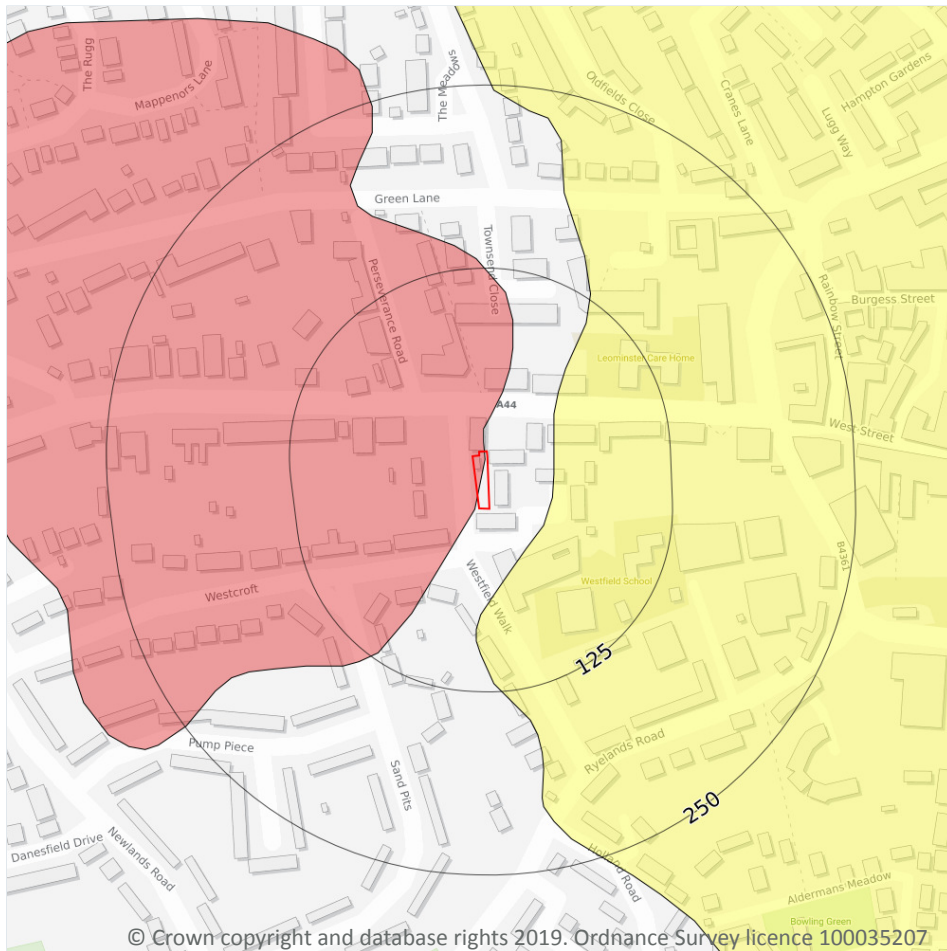 The Rugg
Mappenors Lane
The Meadows
Oldfields Close
Cranes Lane
Hampton Gardens
Lugg Way
Green Lane
Townsend Close
Perseverance Road
Rainbow Street
Burgess Street
Leominster Care Home
A44
West Street
B4361
Westfield School
Westcroft
Westfield Walk
125
Ryelands Road
Pump Piece
Sand Pits
250
Danesfield Drive
Newlands Road
Holland Road
Aldermans Meadow
Bowling Green
© Crown copyright and database rights 2019. Ordnance Survey licence 100035207